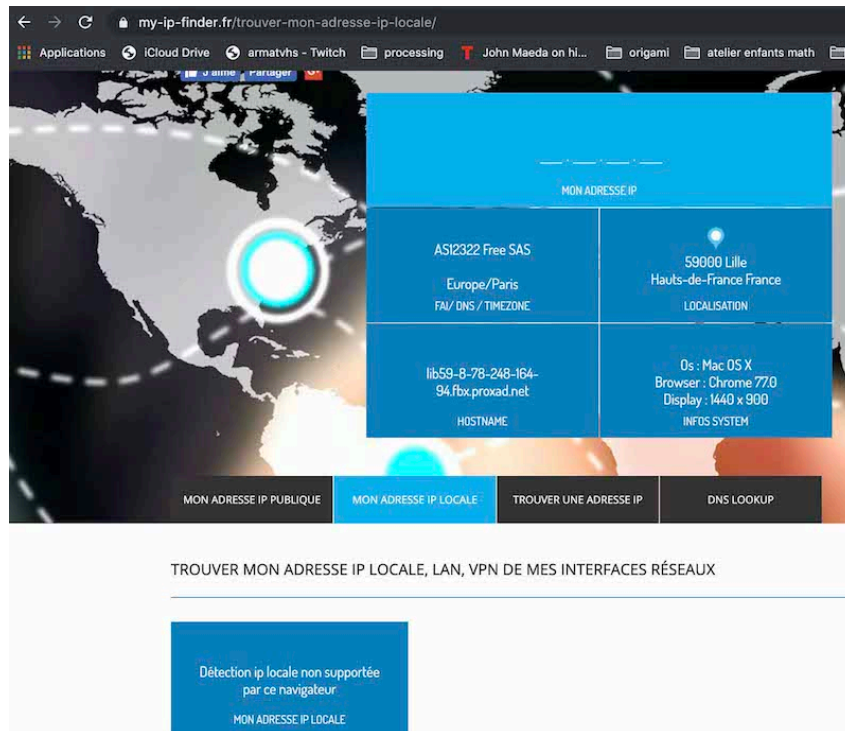 my-ip-finder.fr/trouver-mon-adresse-ip-locale/
Applications iCloud Drive armatvhs - Twitch processing John Maeda on hi... origami atelier enfants math
J'aime Partager G+
___.___.___.___
MON ADRESSE IP
AS12322 Free SAS
Europe/Paris
FAI/ DNS / TIMEZONE
59000 Lille
Hauts-de-France France
LOCALISATION
lib59-8-78-248-164-
94.fbx.proxad.net
HOSTNAME
Os : Mac OS X
Browser : Chrome 77.0
Display : 1440 x 900
INFOS SYSTEM
MON ADRESSE IP PUBLIQUE MON ADRESSE IP LOCALE TROUVER UNE ADRESSE IP DNS LOOKUP
TROUVER MON ADRESSE IP LOCALE, LAN, VPN DE MES INTERFACES RÉSEAUX
Détection ip locale non supportée
par ce navigateur
MON ADRESSE IP LOCALE